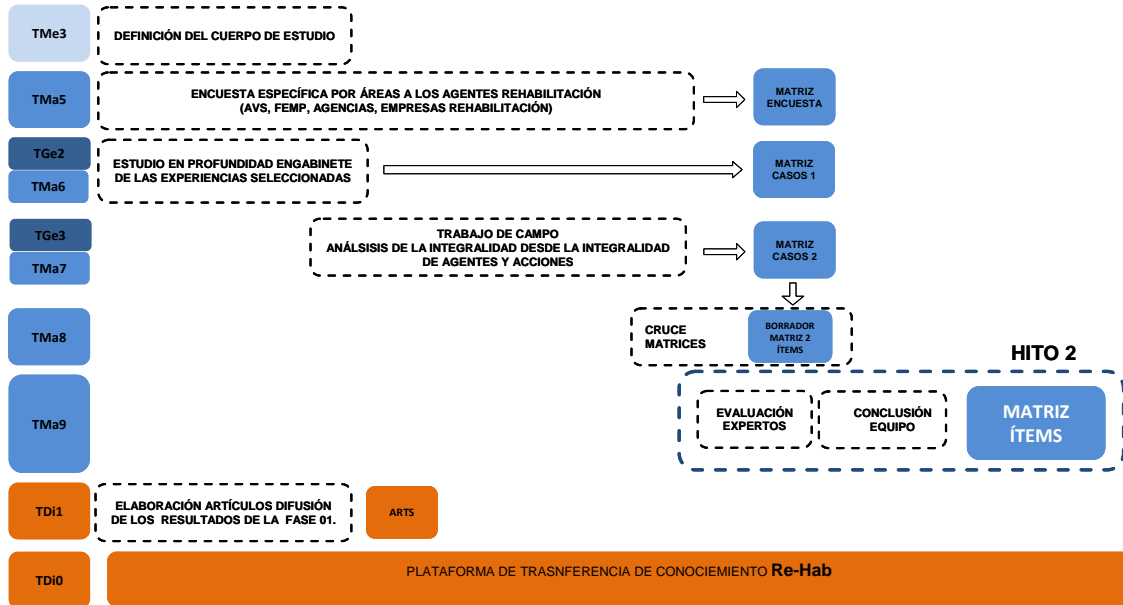 TMe3
DEFINICIÓN DEL CUERPO DE ESTUDIO
TMa5
ENCUESTA ESPECÍFICA POR ÁREAS A LOS AGENTES REHABILITACIÓN
(AVS, FEMP, AGENCIAS, EMPRESAS REHABILITACIÓN)
MATRIZ
ENCUESTA
TGe2
TMa6
ESTUDIO EN PROFUNDIDAD ENGABINETE
DE LAS EXPERIENCIAS SELECCIONADAS
MATRIZ
CASOS 1
TGe3
TMa7
TRABAJO DE CAMPO
ANÁLSISIS DE LA INTEGRALIDAD DESDE LA INTEGRALIDAD
DE AGENTES Y ACCIONES
MATRIZ
CASOS 2
TMa8
CRUCE
MATRICES
BORRADOR
MATRIZ 2
ÍTEMS
HITO 2
TMa9
EVALUACIÓN
EXPERTOS
CONCLUSIÓN
EQUIPO
MATRIZ
ÍTEMS
TDi1
ELABORACIÓN ARTÍCULOS DIFUSIÓN
DE LOS RESULTADOS DE LA FASE 01.
ARTS
TDi0
PLATAFORMA DE TRASNFERENCIA DE CONOCIEMIENTO Re-Hab